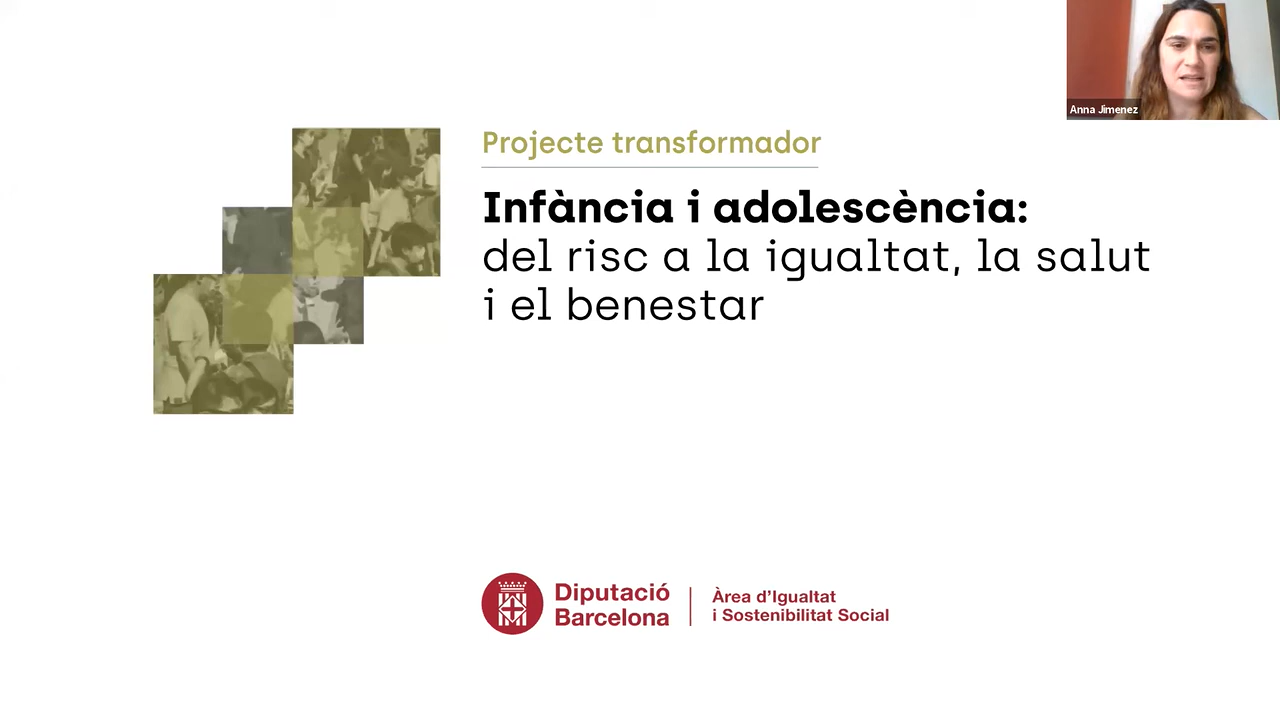 Anna Jimenez
Projecte transformador
Infància i adolescència:
del risc a la igualtat, la salut
i el benestar
Diputació
Barcelona
Àrea d'Igualtat
i Sostenibilitat Social